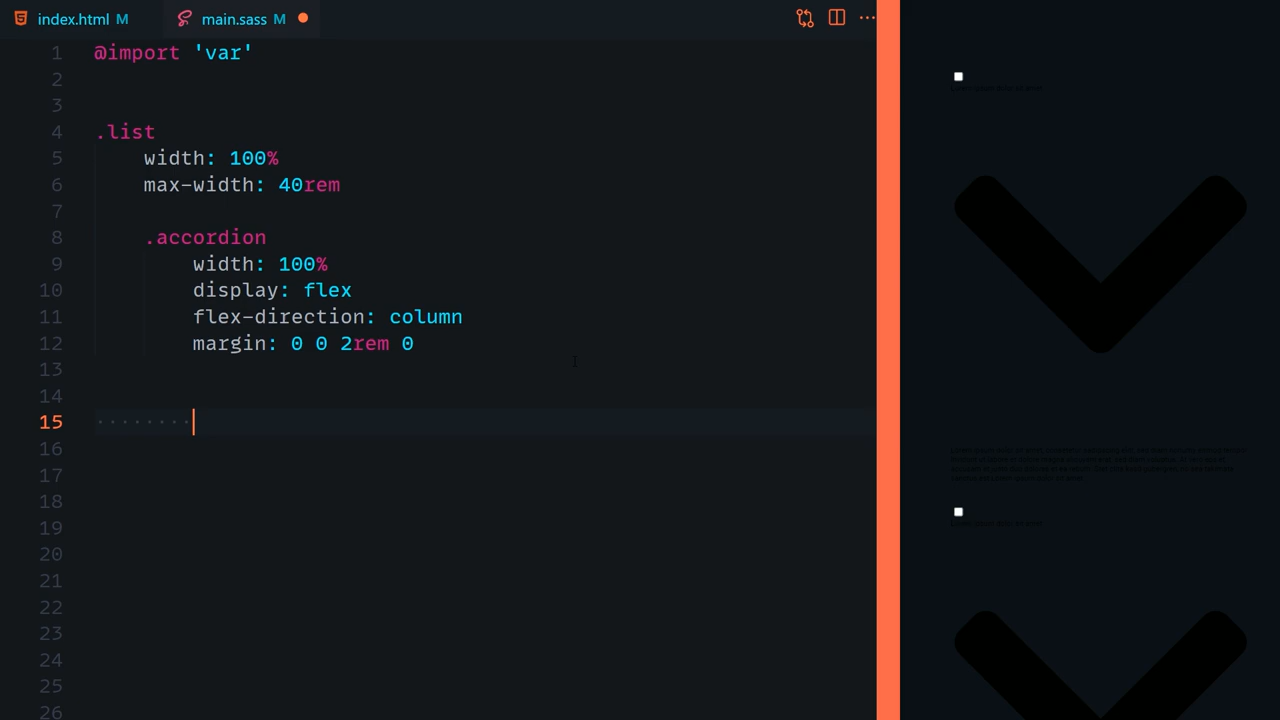 index.html M
main.sass M
1 @import 'var'
2
3
4 .list
5 width: 100%
6 max-width: 40rem
7
8 .accordion
9 width: 100%
10 display: flex
11 flex-direction: column
12 margin: 0 0 2rem 0
13
14
15
16
17
18
19
20
21
22
23
24
25
26